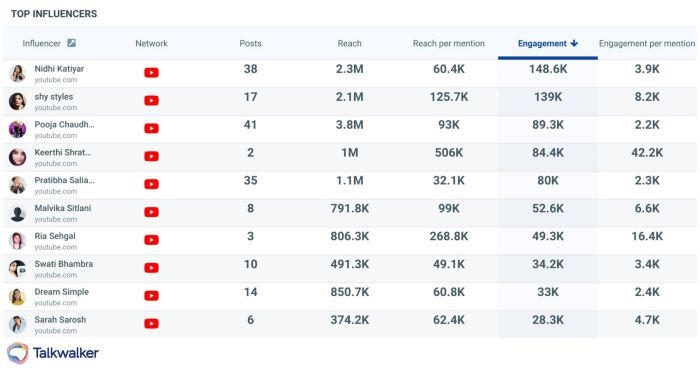 TOP INFLUENCERS
Influencer Network Posts Reach Reach per mention Engagement Engagement per mention
Nidhi Katiyar 38 2.3M 60.4K 148.6K 3.9K
youtube.com
shy styles 17 2.1M 125.7K 139K 8.2K
youtube.com
Pooja Chaudh... 41 3.8M 93K 89.3K 2.2K
youtube.com
Keerthi Shrat... 2 1M 506K 84.4K 42.2K
youtube.com
Pratibha Salia... 35 1.1M 32.1K 80K 2.3K
youtube.com
Malvika Sitlani 8 791.8K 99K 52.6K 6.6K
youtube.com
Ria Sehgal 3 806.3K 268.8K 49.3K 16.4K
youtube.com
Swati Bhambra 10 491.3K 49.1K 34.2K 3.4K
youtube.com
Dream Simple 14 850.7K 60.8K 33K 2.4K
youtube.com
Sarah Sarosh 6 374.2K 62.4K 28.3K 4.7K
youtube.com
Talkwalker